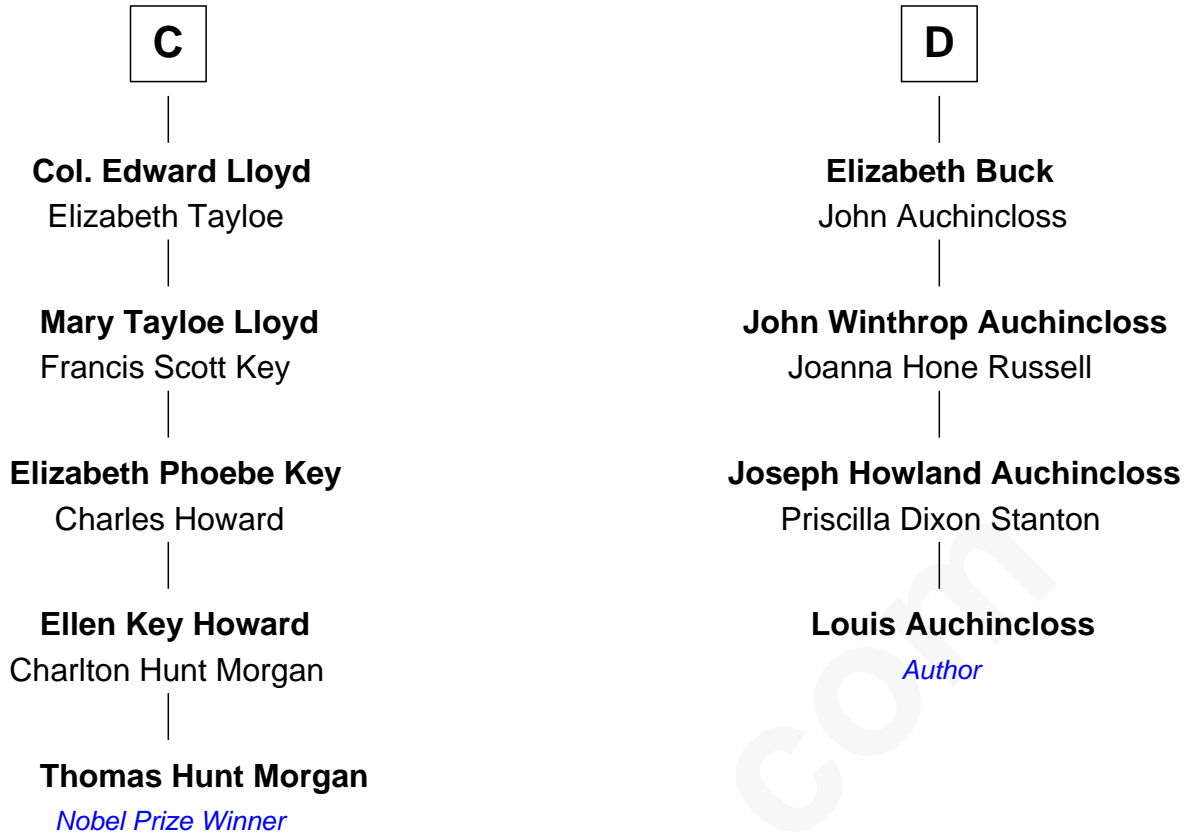 C
Col. Edward Lloyd
Elizabeth Tayloe
Mary Tayloe Lloyd
Francis Scott Key
Elizabeth Phoebe Key
Charles Howard
Ellen Key Howard
Charlton Hunt Morgan
Thomas Hunt Morgan
Nobel Prize Winner
D
Elizabeth Buck
John Auchincloss
John Winthrop Auchincloss
Joanna Hone Russell
Joseph Howland Auchincloss
Priscilla Dixon Stanton
Louis Auchincloss
Author
com